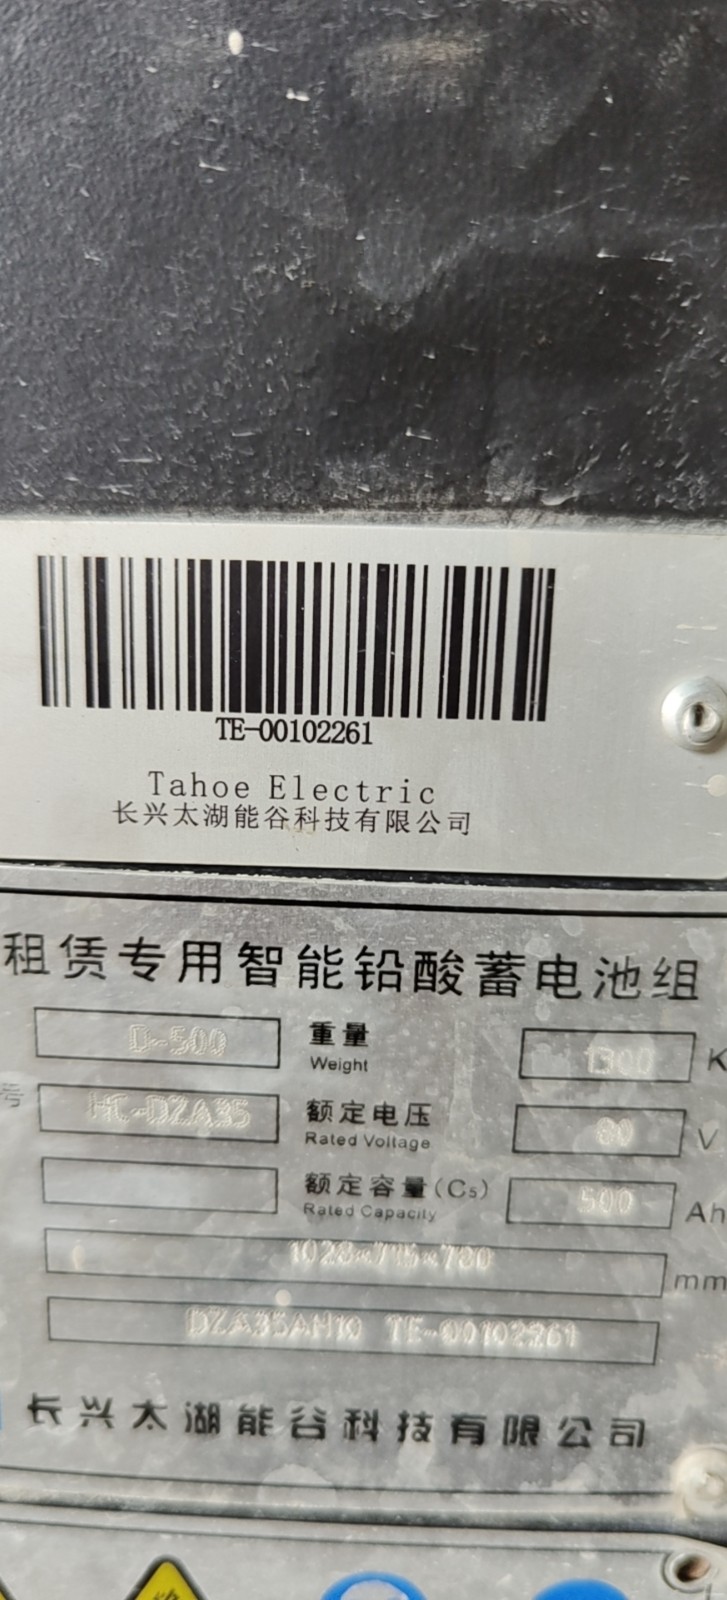 TE-00102261
Tahoe Electric
长兴太湖能谷科技有限公司
租赁专用智能铅酸蓄电池组
D-500 重量 Weight 1300 K
号 HC-DZA35 额定电压 Rated Voltage 80 V
额定容量(C₅) Rated Capacity 500 Ah
1028×775×780 mm
DZA35AH10 TE-00102261
长兴太湖能谷科技有限公司